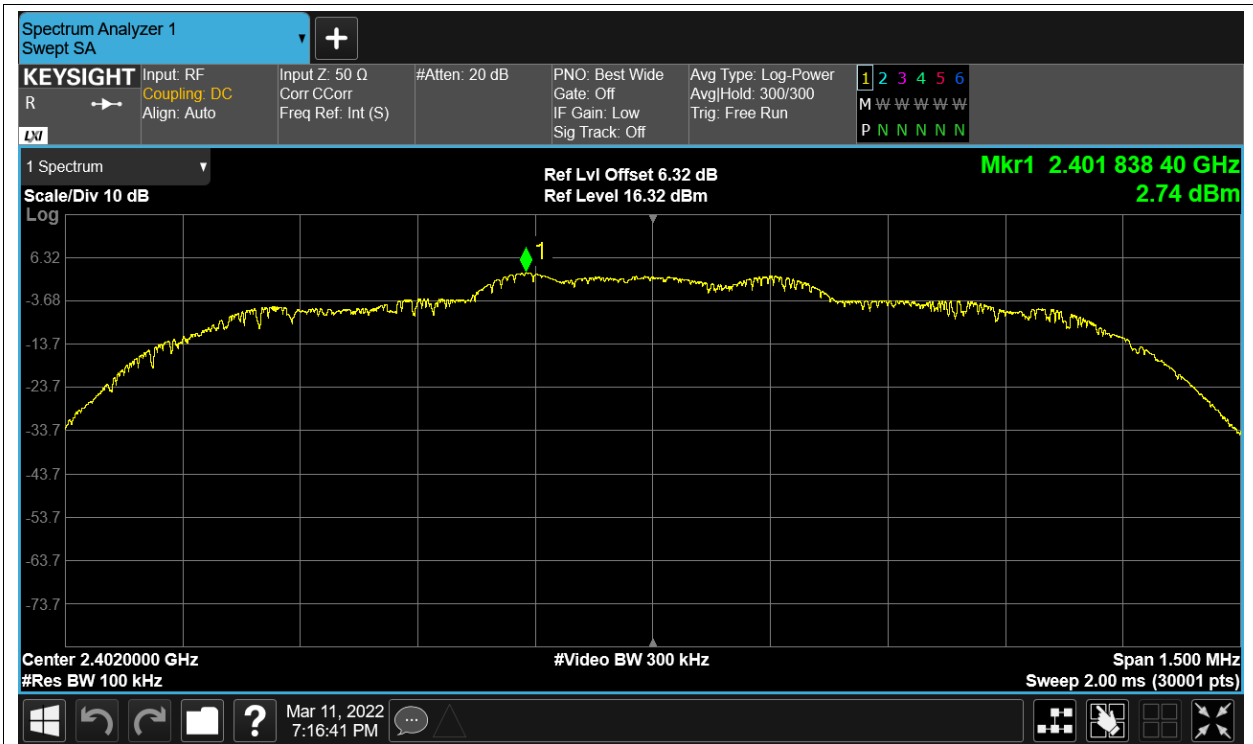 Spectrum Analyzer 1
Swept SA
KEYSIGHT
R
LXI
Input: RF
Coupling: DC
Align: Auto
Input Z: 50 Ω
Corr CCorr
Freq Ref: Int (S)
#Atten: 20 dB
PNO: Best Wide
Gate: Off
IF Gain: Low
Sig Track: Off
Avg Type: Log-Power
Avg|Hold: 300/300
Trig: Free Run
1 2 3 4 5 6
M W W W W W W
P N N N N N
1 Spectrum
Scale/Div 10 dB
Log
Ref Lvl Offset 6.32 dB
Ref Level 16.32 dBm
Mkr1 2.401 838 40 GHz
2.74 dBm
1
6.32
-3.68
-13.7
-23.7
-33.7
-43.7
-53.7
-63.7
-73.7
Center 2.4020000 GHz
#Res BW 100 kHz
#Video BW 300 kHz
Span 1.500 MHz
Sweep 2.00 ms (30001 pts)
?
Mar 11, 2022
7:16:41 PM